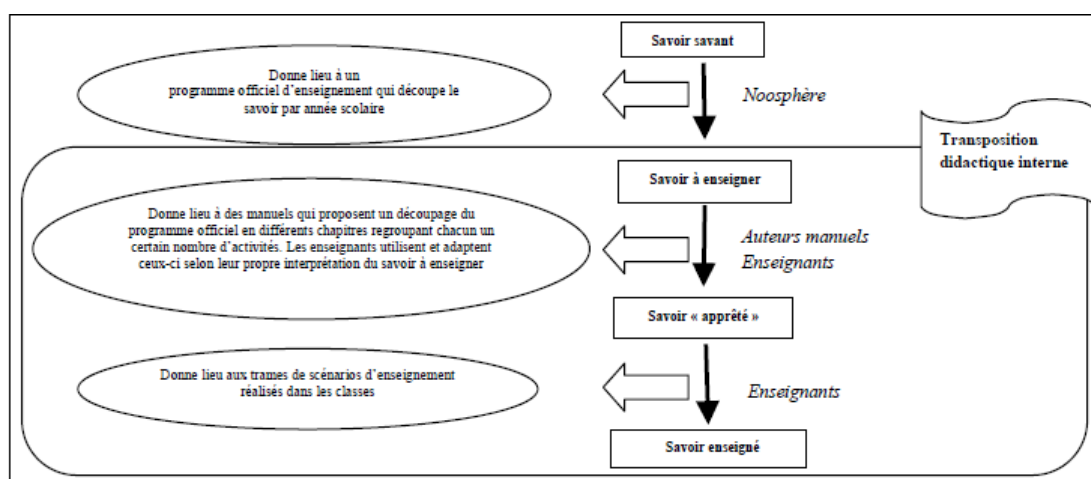 Savoir savant
Donne lieu à un
programme officiel d'enseignement qui découpe le
savoir par année scolaire
Noosphère
Transposition
didactique interne
Savoir à enseigner
Donne lieu à des manuels qui proposent un découpage du
programme officiel en différents chapitres regroupant chacun un
certain nombre d'activités. Les enseignants utilisent et adaptent
ceux-ci selon leur propre interprétation du savoir à enseigner
Auteurs manuels
Enseignants
Savoir « apprêté »
Donne lieu aux trames de scénarios d'enseignement
réalisés dans les classes
Enseignants
Savoir enseigné